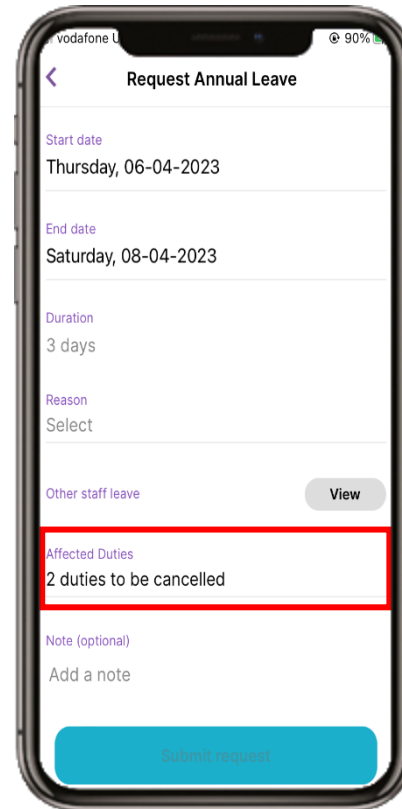 vodafone U
90%
Request Annual Leave
Start date
Thursday, 06-04-2023
End date
Saturday, 08-04-2023
Duration
3 days
Reason
Select
Other staff leave
View
Affected Duties
2 duties to be cancelled
Note (optional)
Add a note
Submit request